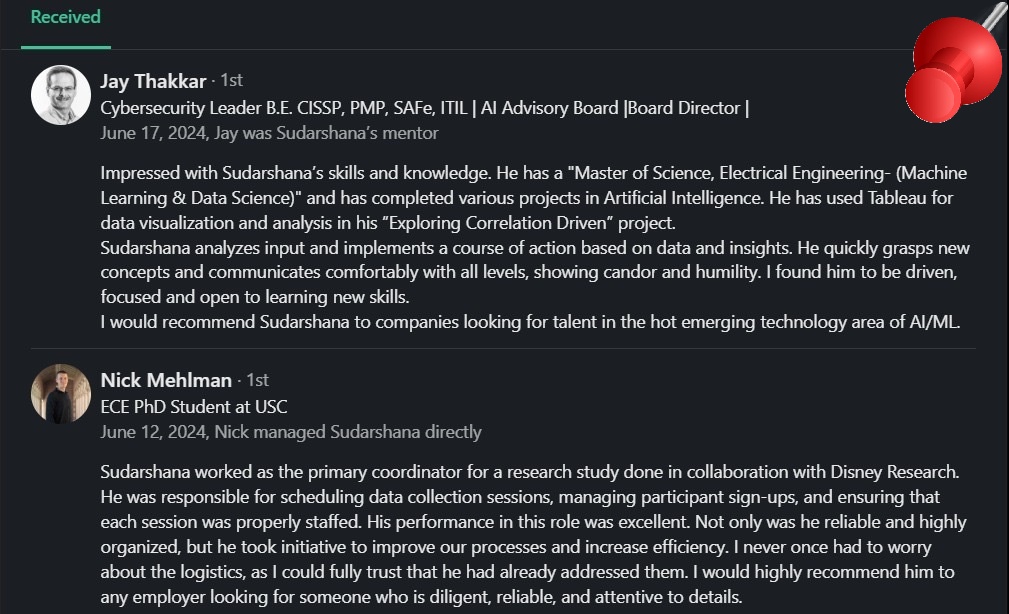 Received
Jay Thakkar · 1st
Cybersecurity Leader B.E. CISSP, PMP, SAFe, ITIL | AI Advisory Board |Board Director |
June 17, 2024, Jay was Sudarshana’s mentor
Impressed with Sudarshana’s skills and knowledge. He has a "Master of Science, Electrical Engineering- (Machine
Learning & Data Science)" and has completed various projects in Artificial Intelligence. He has used Tableau for
data visualization and analysis in his “Exploring Correlation Driven” project.
Sudarshana analyzes input and implements a course of action based on data and insights. He quickly grasps new
concepts and communicates comfortably with all levels, showing candor and humility. I found him to be driven,
focused and open to learning new skills.
I would recommend Sudarshana to companies looking for talent in the hot emerging technology area of AI/ML.
Nick Mehlman · 1st
ECE PhD Student at USC
June 12, 2024, Nick managed Sudarshana directly
Sudarshana worked as the primary coordinator for a research study done in collaboration with Disney Research.
He was responsible for scheduling data collection sessions, managing participant sign-ups, and ensuring that
each session was properly staffed. His performance in this role was excellent. Not only was he reliable and highly
organized, but he took initiative to improve our processes and increase efficiency. I never once had to worry
about the logistics, as I could fully trust that he had already addressed them. I would highly recommend him to
any employer looking for someone who is diligent, reliable, and attentive to details.